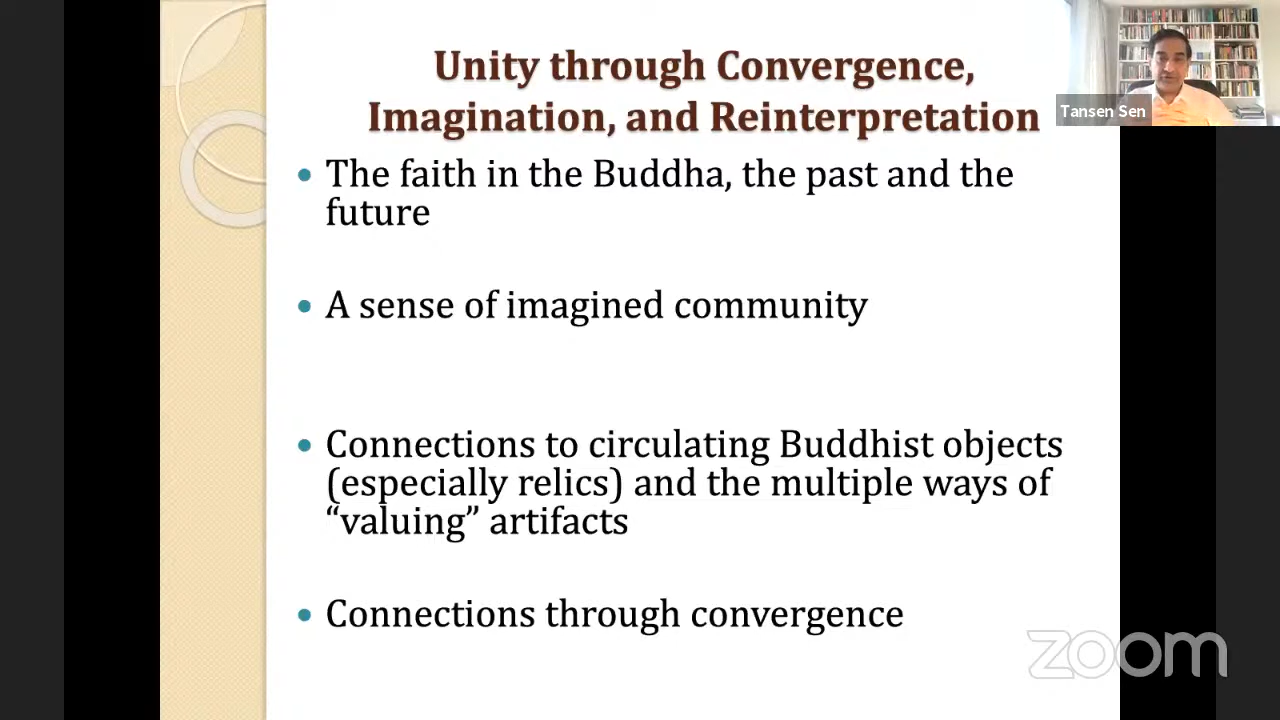 Unity through Convergence,
Imagination, and Reinterpretation
Tansen Sen
• The faith in the Buddha, the past and the
future
• A sense of imagined community
• Connections to circulating Buddhist objects
(especially relics) and the multiple ways of
“valuing” artifacts
• Connections through convergence
zoom